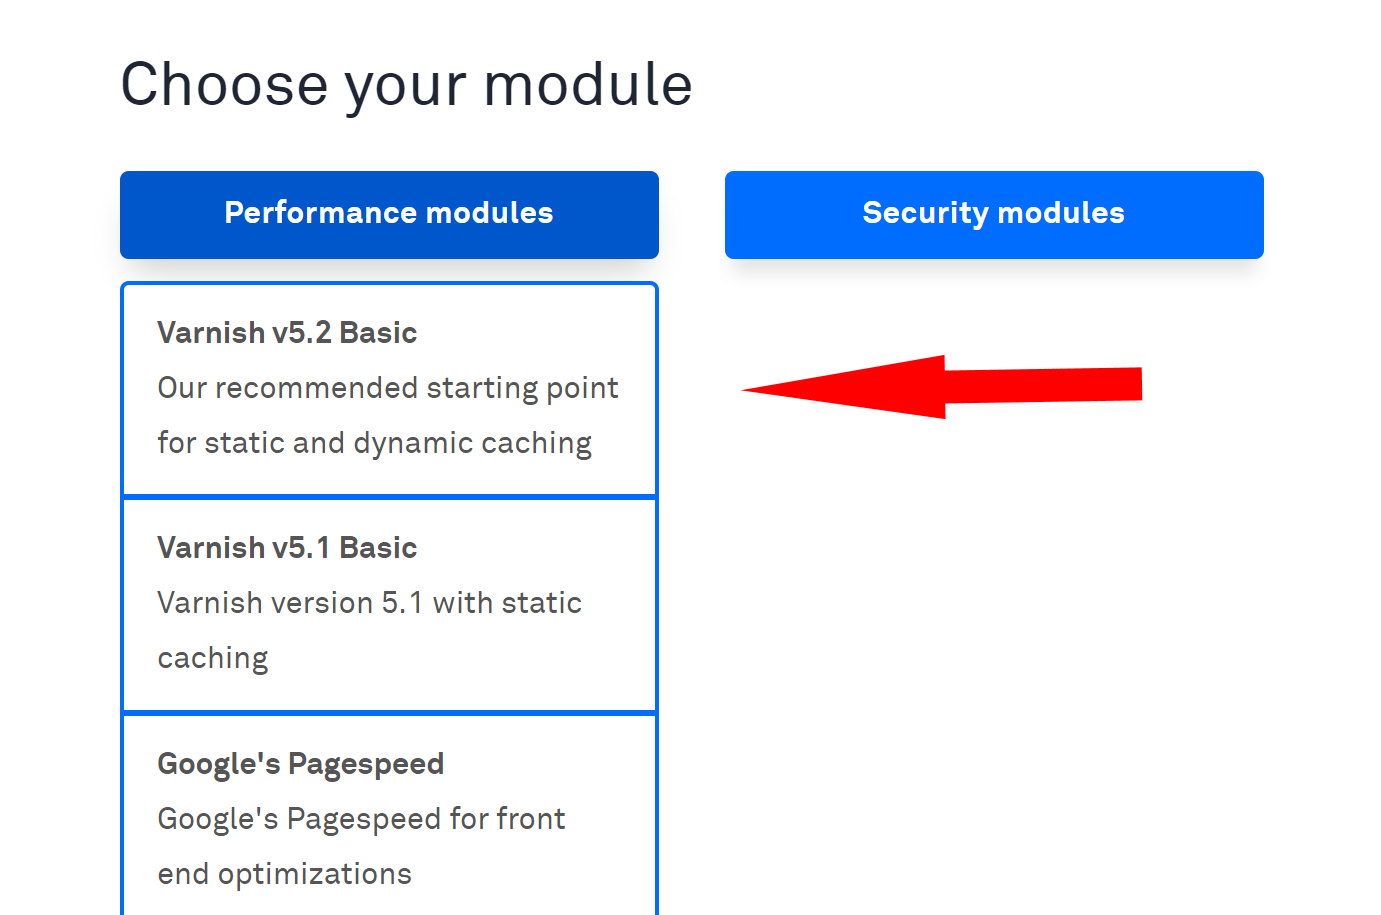 Choose your module
Performance modules
Security modules
Varnish v5.2 Basic
Our recommended starting point
for static and dynamic caching
Varnish v5.1 Basic
Varnish version 5.1 with static
caching
Google's Pagespeed
Google's Pagespeed for front
end optimizations